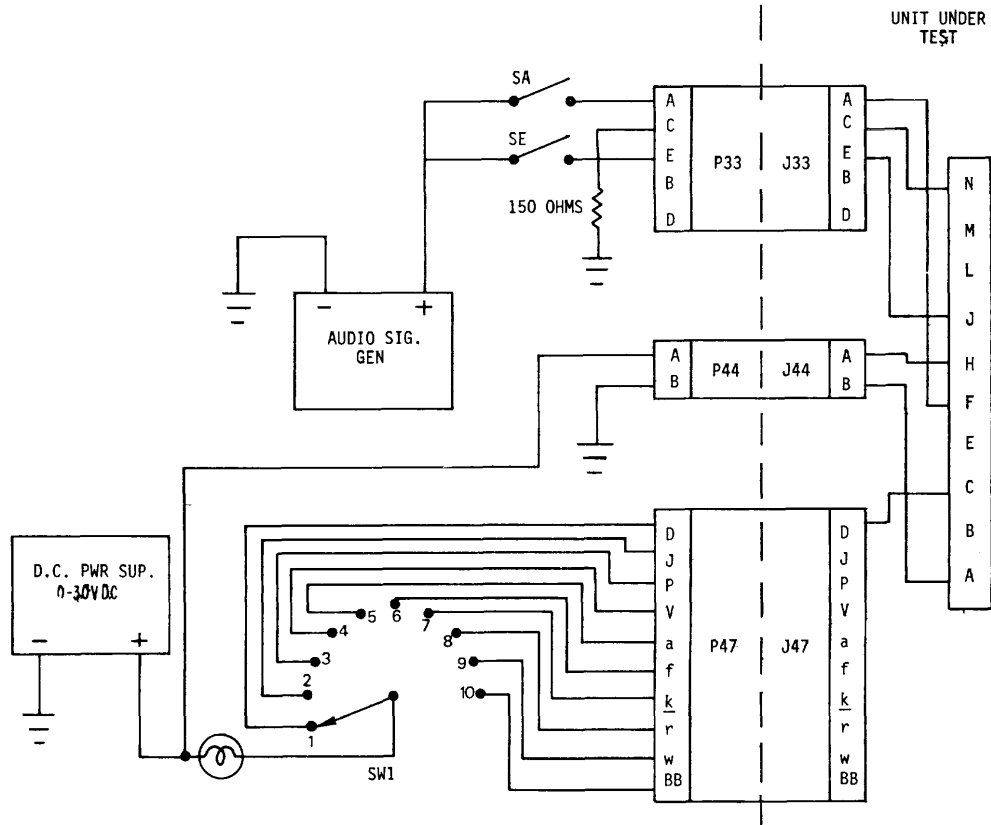 UNIT UNDER
TEST
SA
SE
150 OHMS
A
C
E
B
D
P33
J33
A
C
E
B
D
N
M
L
J
H
F
E
C
B
A
-
+
AUDIO SIG.
GEN
A
B
P44
J44
A
B
D.C. PWR SUP.
0-30VDC
-
+
1
2
3
4
5
6
7
8
9
10
SW1
D
J
P
V
a
f
k
r
w
BB
P47
J47
D
J
P
V
a
f
k
r
w
BB